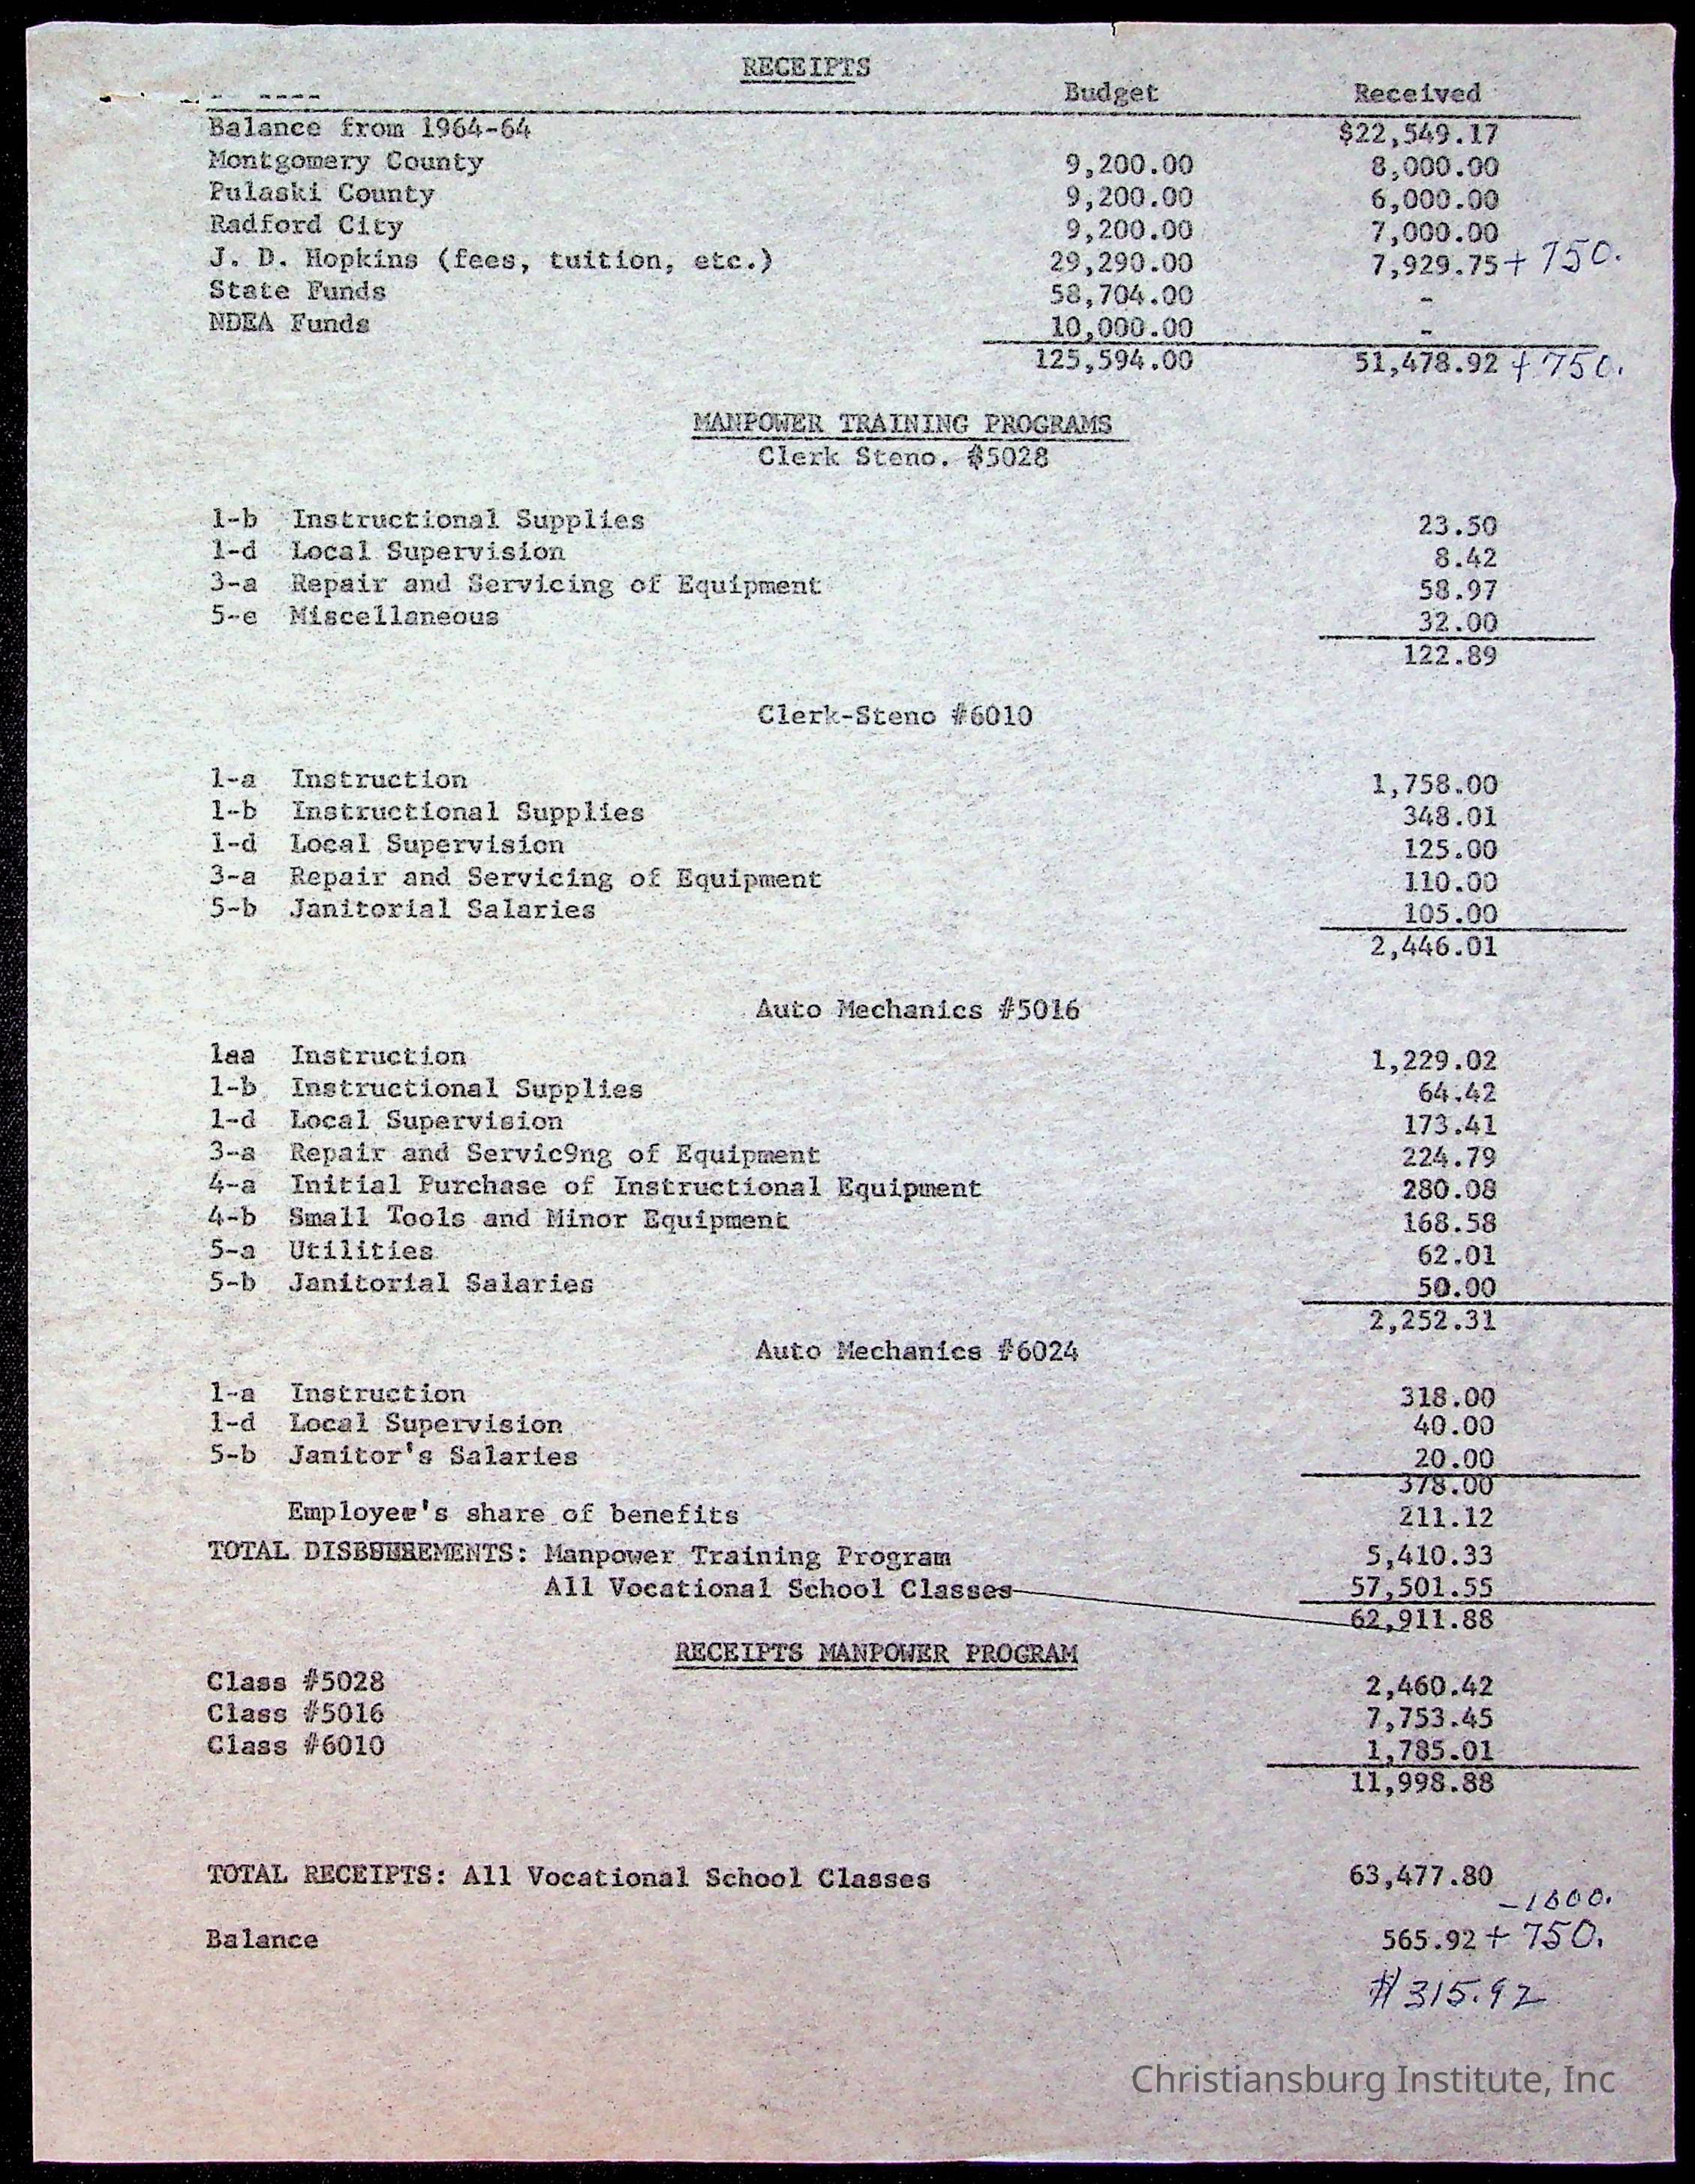 RECEIPTS
Budget Received
Balance from 1964-64 $22,549.17
Montgomery County 9,200.00 8,000.00
Pulaski County 9,200.00 6,000.00
Radford City 9,200.00 7,000.00
J. D. Hopkins (fees, tuition, etc.) 29,290.00 7,929.75 + 750.
State Funds 58,704.00 -
NDEA Funds 10,000.00 -
125,594.00 51,478.92 + 750.
MANPOWER TRAINING PROGRAMS
Clerk Steno. #5028
1-b Instructional Supplies 23.50
1-d Local Supervision 8.42
3-a Repair and Servicing of Equipment 58.97
5-e Miscellaneous 32.00
122.89
Clerk-Steno #6010
1-a Instruction 1,758.00
1-b Instructional Supplies 348.01
1-d Local Supervision 125.00
3-a Repair and Servicing of Equipment 110.00
5-b Janitorial Salaries 105.00
2,446.01
Auto Mechanics #5016
1aa Instruction 1,229.02
1-b Instructional Supplies 64.42
1-d Local Supervision 173.41
3-a Repair and Servic9ng of Equipment 224.79
4-a Initial Purchase of Instructional Equipment 280.08
4-b Small Tools and Minor Equipment 168.58
5-a Utilities 62.01
5-b Janitorial Salaries 50.00
2,252.31
Auto Mechanics #6024
1-a Instruction 318.00
1-d Local Supervision 40.00
5-b Janitor's Salaries 20.00
378.00
Employee's share of benefits 211.12
TOTAL DISBURSEMENTS: Manpower Training Program 5,410.33
All Vocational School Classes 57,501.55
62,911.88
RECEIPTS MANPOWER PROGRAM
Class #5028 2,460.42
Class #5016 7,753.45
Class #6010 1,785.01
11,998.88
TOTAL RECEIPTS: All Vocational School Classes 63,477.80
-1000.
Balance 565.92 + 750.
$315.92
Christiansburg Institute, Inc